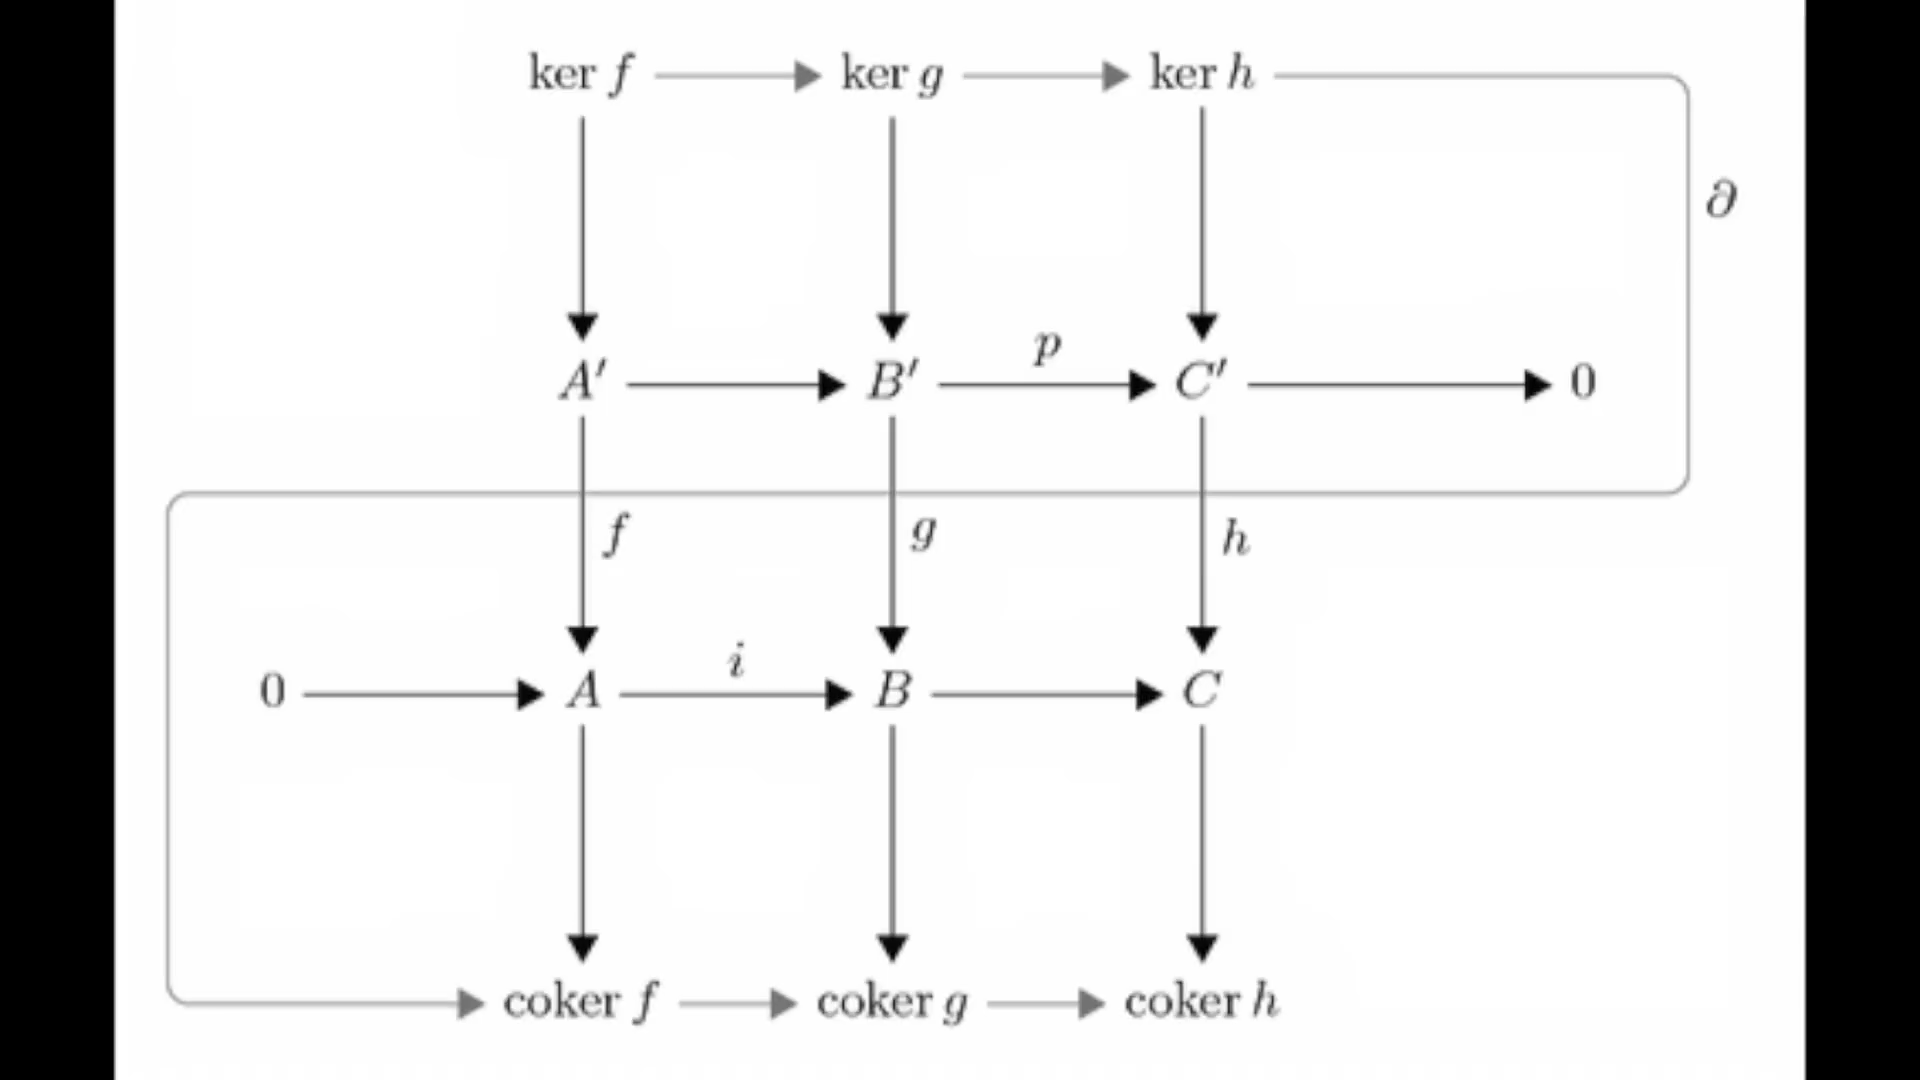 ker f ker g ker h
∂
p
A′ B′ C′ 0
f g h
i
0 A B C
coker f coker g coker h